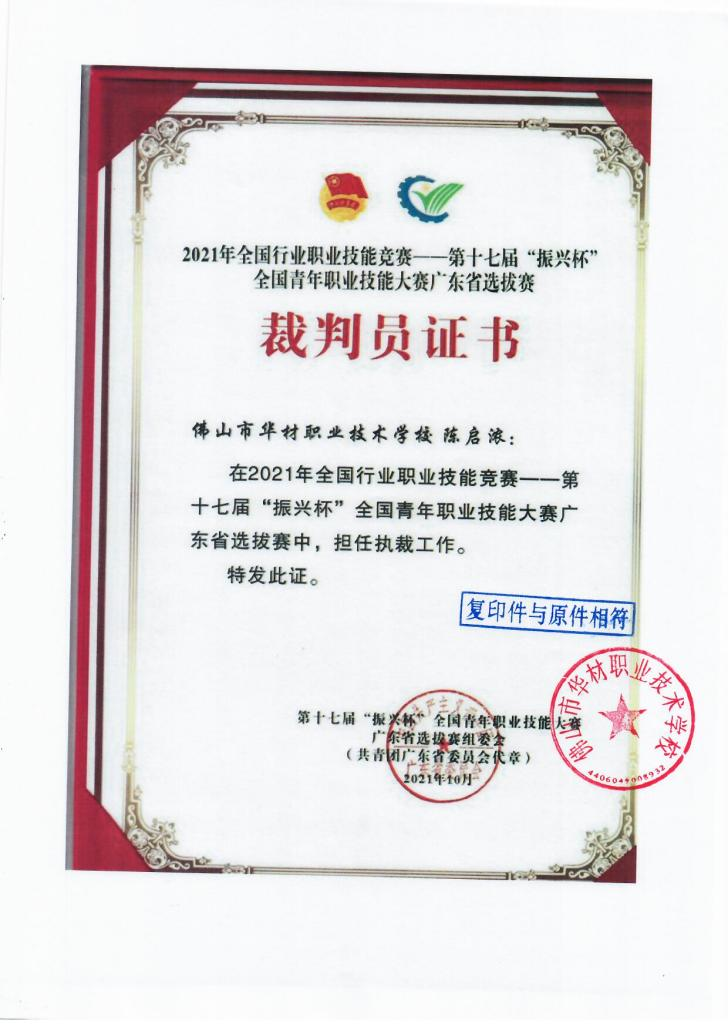 2021年全国行业职业技能竞赛——第十七届“振兴杯”
全国青年职业技能大赛广东省选拔赛
裁判员证书
佛山市华材职业技术学校 陈启浓：
在2021年全国行业职业技能竞赛——第
十七届“振兴杯”全国青年职业技能大赛广
东省选拔赛中，担任执裁工作。
特发此证。
复印件与原件相符
佛山市华材职业技术学校
4406049008932
第十七届“振兴杯”全国青年职业技能大赛
广东省选拔赛组委会
（共青团广东省委员会代章）
2021年10月